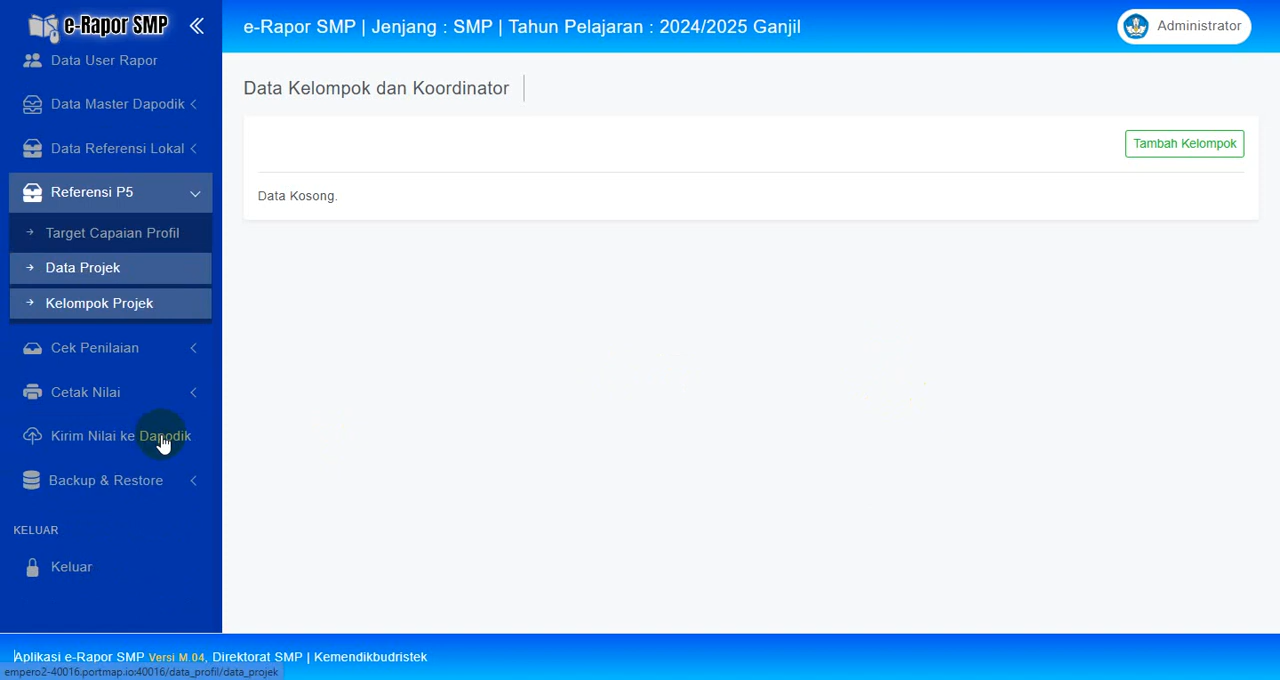 e-Rapor SMP
e-Rapor SMP | Jenjang : SMP | Tahun Pelajaran : 2024/2025 Ganjil
Administrator
Data User Rapor
Data Master Dapodik
Data Referensi Lokal
Referensi P5
Target Capaian Profil
Data Projek
Kelompok Projek
Cek Penilaian
Cetak Nilai
Kirim Nilai ke Dapodik
Backup & Restore
KELUAR
Keluar
Data Kelompok dan Koordinator
Tambah Kelompok
Data Kosong.
Aplikasi e-Rapor SMP Versi M.04, Direktorat SMP | Kemendikbudristek
empero2-40016.portmap.io:40016/data_profil/data_projek